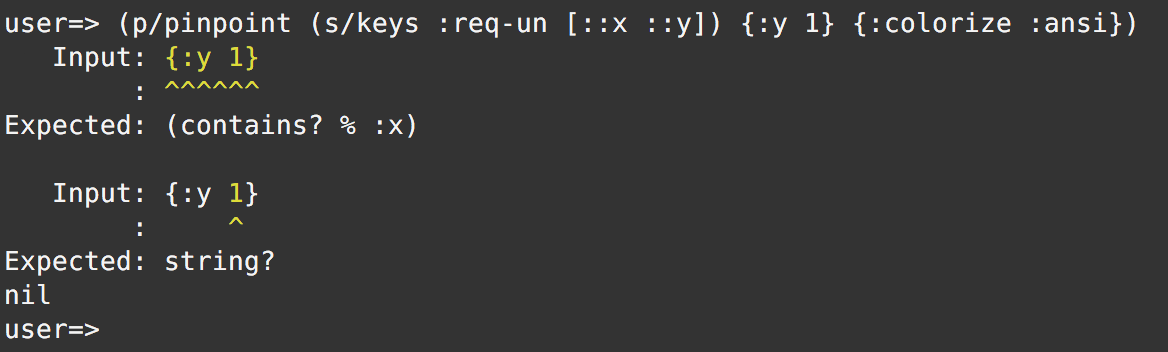 user=> (p/pinpoint (s/keys :req-un [::x ::y]) {:y 1} {:colorize :ansi})
   Input: {:y 1}
        : ^^^^^^
Expected: (contains? % :x)

   Input: {:y 1}
        :     ^
Expected: string?
nil
user=>